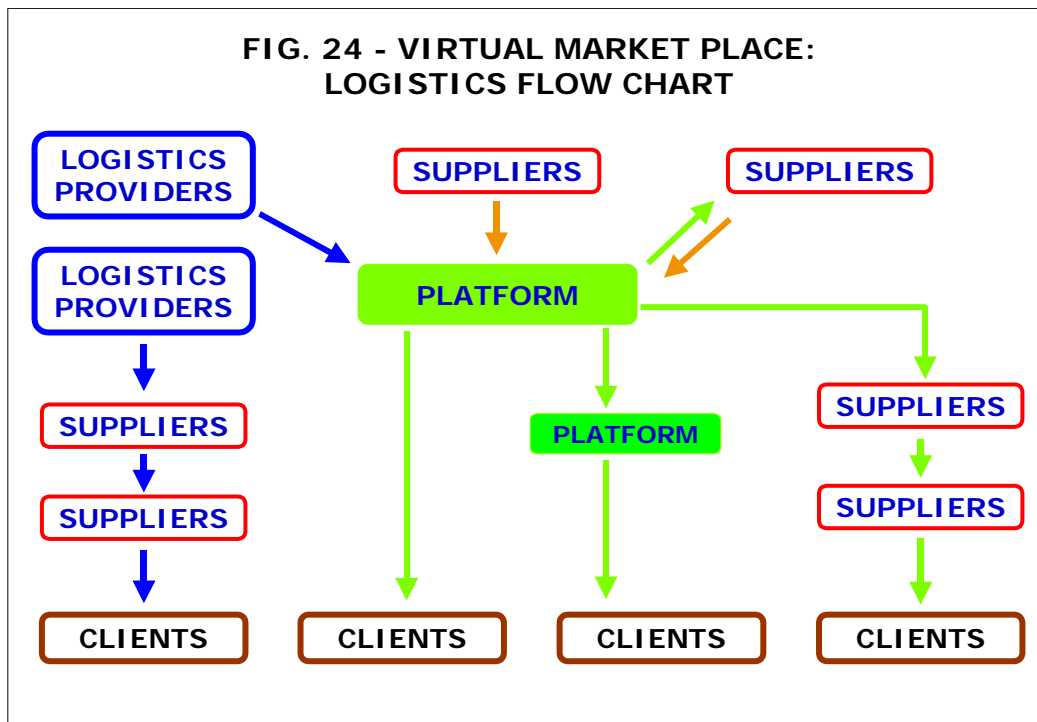 FIG. 24 - VIRTUAL MARKET PLACE:
LOGISTICS FLOW CHART
LOGISTICS
PROVIDERS
SUPPLIERS
SUPPLIERS
LOGISTICS
PROVIDERS
PLATFORM
SUPPLIERS
PLATFORM
SUPPLIERS
SUPPLIERS
SUPPLIERS
CLIENTS
CLIENTS
CLIENTS
CLIENTS